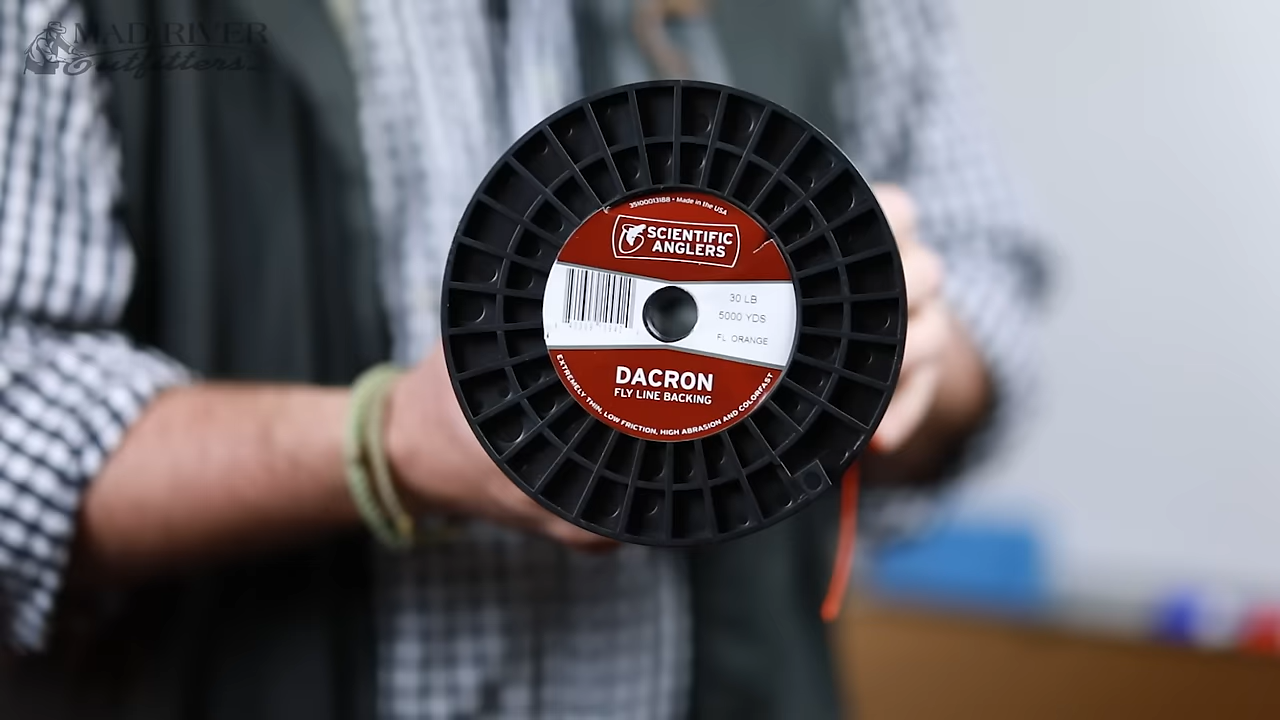 MAD RIVER
Outfitters
35100013188 • Made in the USA
SCIENTIFIC
ANGLERS
30 LB
5000 YDS
FL. ORANGE
DACRON
FLY LINE BACKING
EXTREMELY THIN, LOW FRICTION, HIGH ABRASION AND COLORFAST